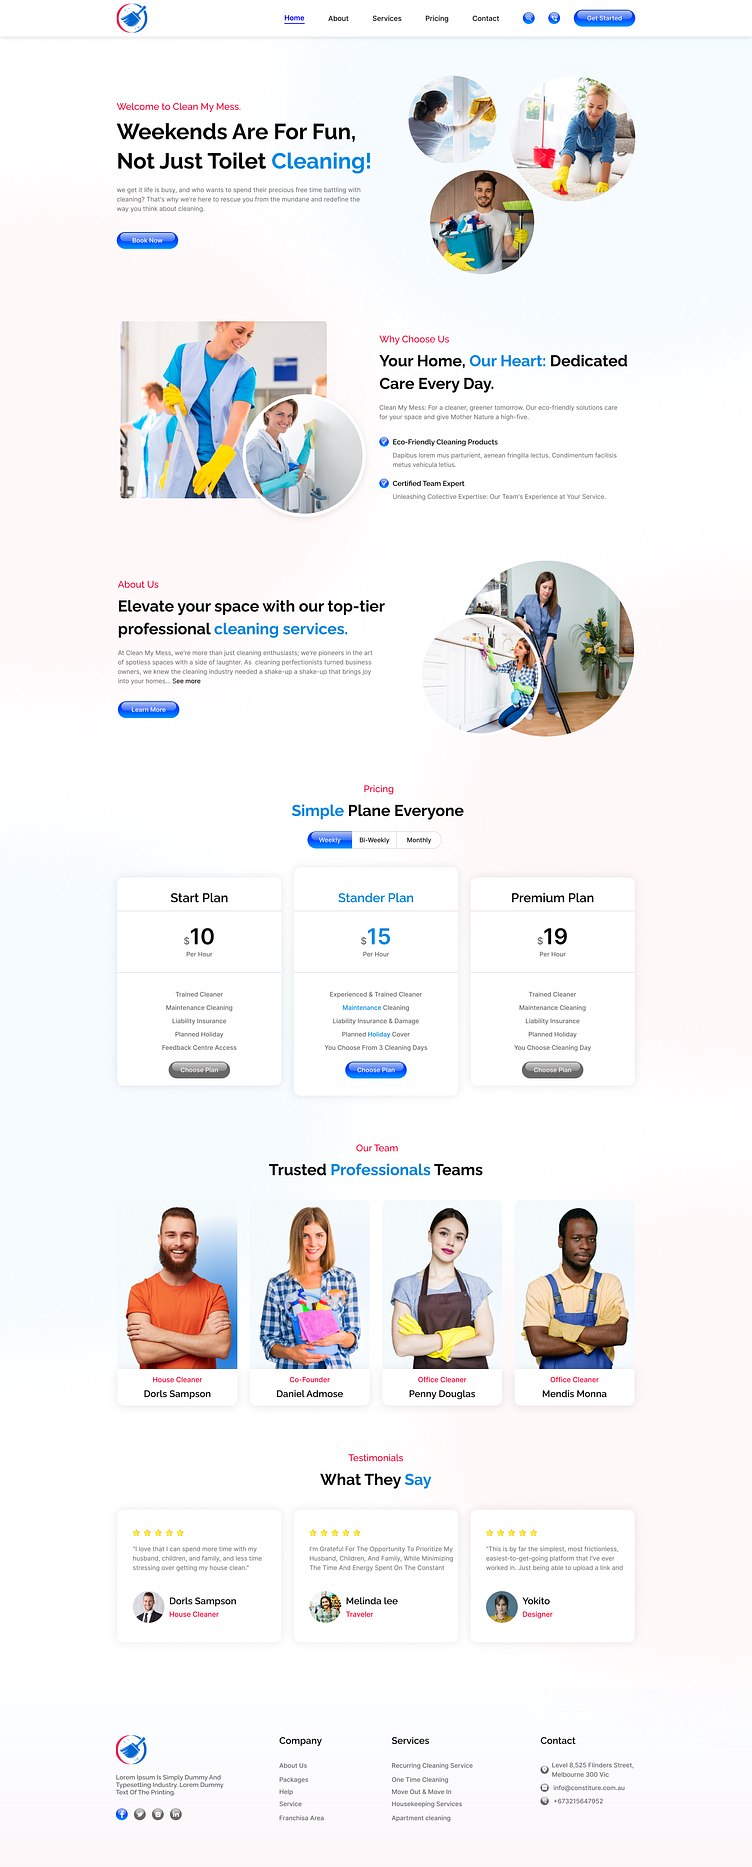 Home
About
Services
Pricing
Contact
Get Started
Welcome to Clean My Mess.
Weekends Are For Fun,
Not Just Toilet Cleaning!
we get it life is busy, and who wants to spend their precious free time battling with
cleaning? That's why we're here to rescue you from the mundane and redefine the
way you think about cleaning.
Book Now
Why Choose Us
Your Home, Our Heart: Dedicated
Care Every Day.
Clean My Mess: For a cleaner, greener tomorrow. Our eco-friendly solutions care
for your space and give Mother Nature a high-five.
Eco-Friendly Cleaning Products
Dapibus lorem mus parturient, aenean fringilla lectus. Condimentum facilisis
metus vehicula letius.
Certified Team Expert
Unleashing Collective Expertise: Our Team's Experience at Your Service.
About Us
Elevate your space with our top-tier
professional cleaning services.
At Clean My Mess, we're more than just cleaning enthusiasts; we're pioneers in the art
of spotless spaces with a side of laughter. As cleaning perfectionists turned business
owners, we knew the cleaning industry needed a shake-up a shake-up that brings joy
into your homes... See more
Learn More
Pricing
Simple Plane Everyone
Weekly
Bi-Weekly
Monthly
Start Plan
$10
Per Hour
Trained Cleaner
Maintenance Cleaning
Liability Insurance
Planned Holiday
Feedback Centre Access
Choose Plan
Stander Plan
$15
Per Hour
Experienced & Trained Cleaner
Maintenance Cleaning
Liability Insurance & Damage
Planned Holiday Cover
You Choose From 3 Cleaning Days
Choose Plan
Premium Plan
$19
Per Hour
Trained Cleaner
Maintenance Cleaning
Liability Insurance
Planned Holiday
You Choose Cleaning Day
Choose Plan
Our Team
Trusted Professionals Teams
House Cleaner
Dorls Sampson
Co-Founder
Daniel Admose
Office Cleaner
Penny Douglas
Office Cleaner
Mendis Monna
Testimonials
What They Say
"I love that I can spend more time with my
husband, children, and family, and less time
stressing over getting my house clean."
Dorls Sampson
House Cleaner
I'm Grateful For The Opportunity To Prioritize My
Husband, Children, And Family, While Minimizing
The Time And Energy Spent On The Constant
Melinda lee
Traveler
"This is by far the simplest, most frictionless,
easiest-to-get-going platform that I've ever
worked in. Just being able to upload a link and
Yokito
Designer
Lorem Ipsum Is Simply Dummy And
Typesetting Industry. Lorem Dummy
Text Of The Printing.
Company
About Us
Packages
Help
Service
Franchisa Area
Services
Recurring Cleaning Service
One Time Cleaning
Move Out & Move In
Housekeeping Services
Apartment cleaning
Contact
Level 8,525 Flinders Street,
Melbourne 300 Vic
info@constiture.com.au
+673215647952